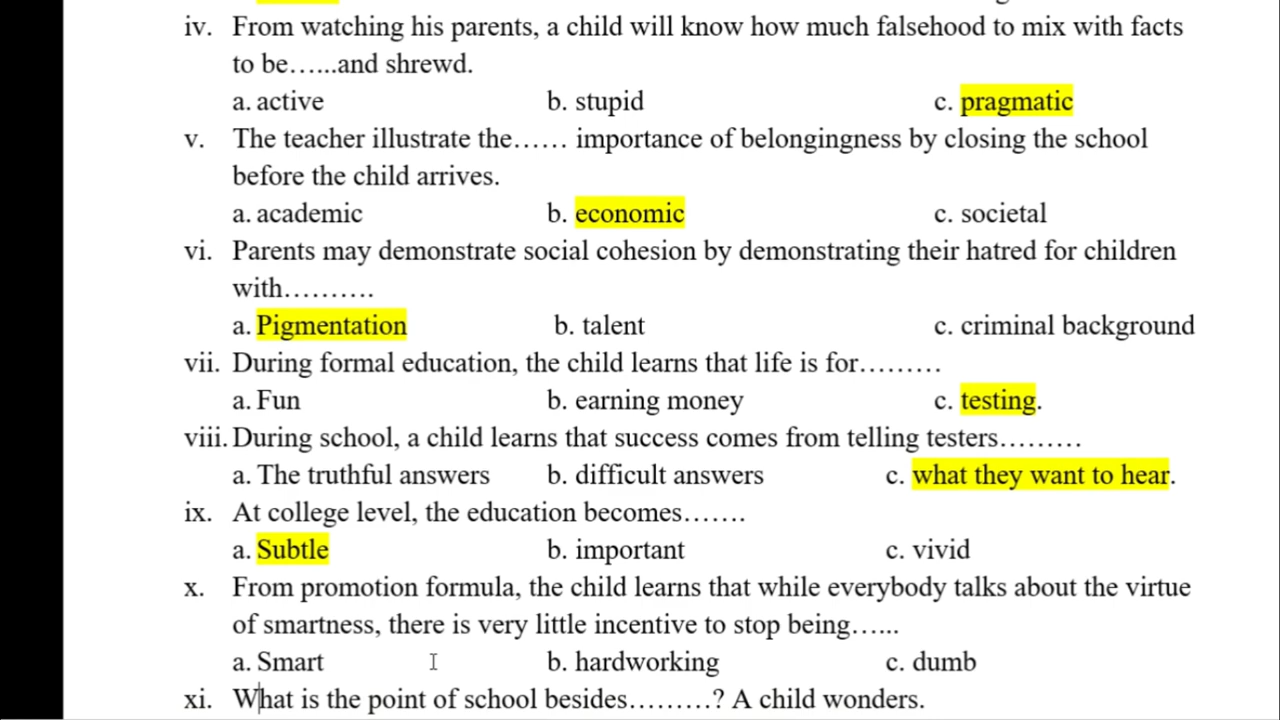 iv. From watching his parents, a child will know how much falsehood to mix with facts
to be…...and shrewd.
a. active b. stupid c. pragmatic
v. The teacher illustrate the…… importance of belongingness by closing the school
before the child arrives.
a. academic b. economic c. societal
vi. Parents may demonstrate social cohesion by demonstrating their hatred for children
with……….
a. Pigmentation b. talent c. criminal background
vii. During formal education, the child learns that life is for………
a. Fun b. earning money c. testing.
viii. During school, a child learns that success comes from telling testers………
a. The truthful answers b. difficult answers c. what they want to hear.
ix. At college level, the education becomes…….
a. Subtle b. important c. vivid
x. From promotion formula, the child learns that while everybody talks about the virtue
of smartness, there is very little incentive to stop being…...
a. Smart b. hardworking c. dumb
xi. What is the point of school besides………? A child wonders.